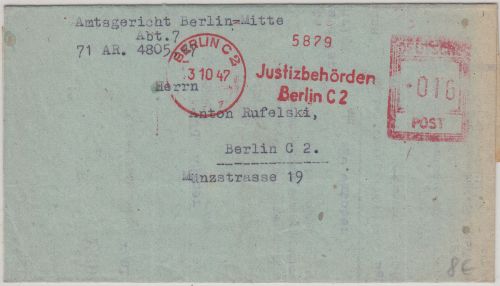 Amtsgericht Berlin-Mitte
Abt.7
71 AR. 4805
BERLIN C 2
3 10 47
5879
Justizbehörden
Berlin C 2
016
POST
Herrn
Anton Rufelski,
Berlin C 2.
Münzstrasse 19
8€